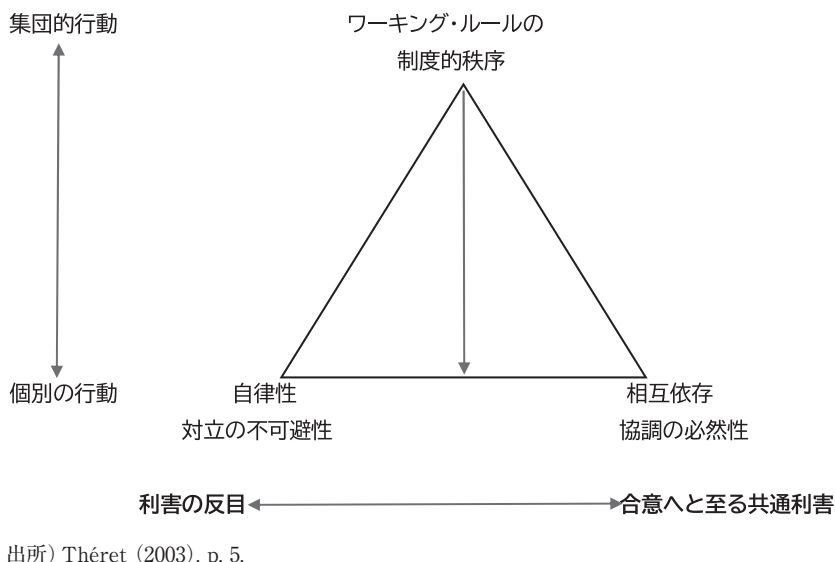 集団的行動
ワーキング・ルールの
制度的秩序
個別の行動
自律性
対立の不可避性
相互依存
協調の必然性
利害の反目
合意へと至る共通利害
出所) Théret (2003), p. 5.